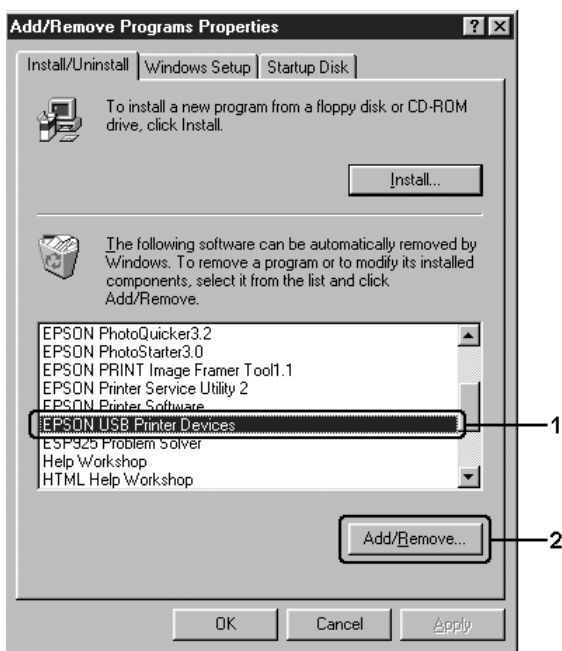 Add/Remove Programs Properties
Install/Uninstall Windows Setup Startup Disk
To install a new program from a floppy disk or CD-ROM
drive, click Install.
Install...
The following software can be automatically removed by
Windows. To remove a program or to modify its installed
components, select it from the list and click
Add/Remove.
EPSON PhotoQuicker3.2
EPSON PhotoStarter3.0
EPSON PRINT Image Framer Tool1.1
EPSON Printer Service Utility 2
EPSON Printer Software
EPSON USB Printer Devices
1
ESP925 Problem Solver
Help Workshop
HTML Help Workshop
Add/Remove...
2
OK Cancel Apply